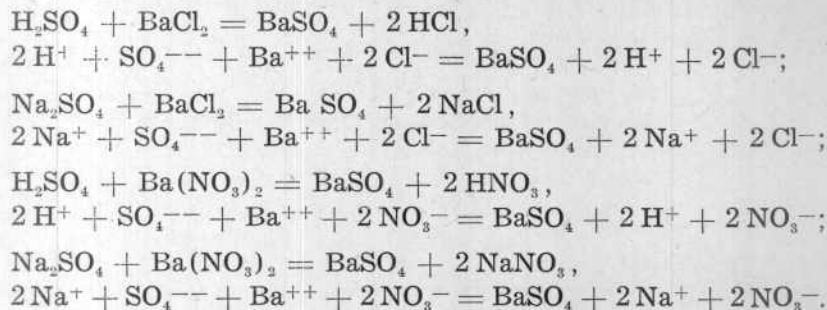 H₂SO₄ + BaCl₂ = BaSO₄ + 2 HCl,
2 H⁺ + SO₄⁻⁻ + Ba⁺⁺ + 2 Cl⁻ = BaSO₄ + 2 H⁺ + 2 Cl⁻;
Na₂SO₄ + BaCl₂ = Ba SO₄ + 2 NaCl,
2 Na⁺ + SO₄⁻⁻ + Ba⁺⁺ + 2 Cl⁻ = BaSO₄ + 2 Na⁺ + 2 Cl⁻;
H₂SO₄ + Ba(NO₃)₂ = BaSO₄ + 2 HNO₃,
2 H⁺ + SO₄⁻⁻ + Ba⁺⁺ + 2 NO₃⁻ = BaSO₄ + 2 H⁺ + 2 NO₃⁻;
Na₂SO₄ + Ba(NO₃)₂ = BaSO₄ + 2 NaNO₃,
2 Na⁺ + SO₄⁻⁻ + Ba⁺⁺ + 2 NO₃⁻ = BaSO₄ + 2 Na⁺ + 2 NO₃⁻.